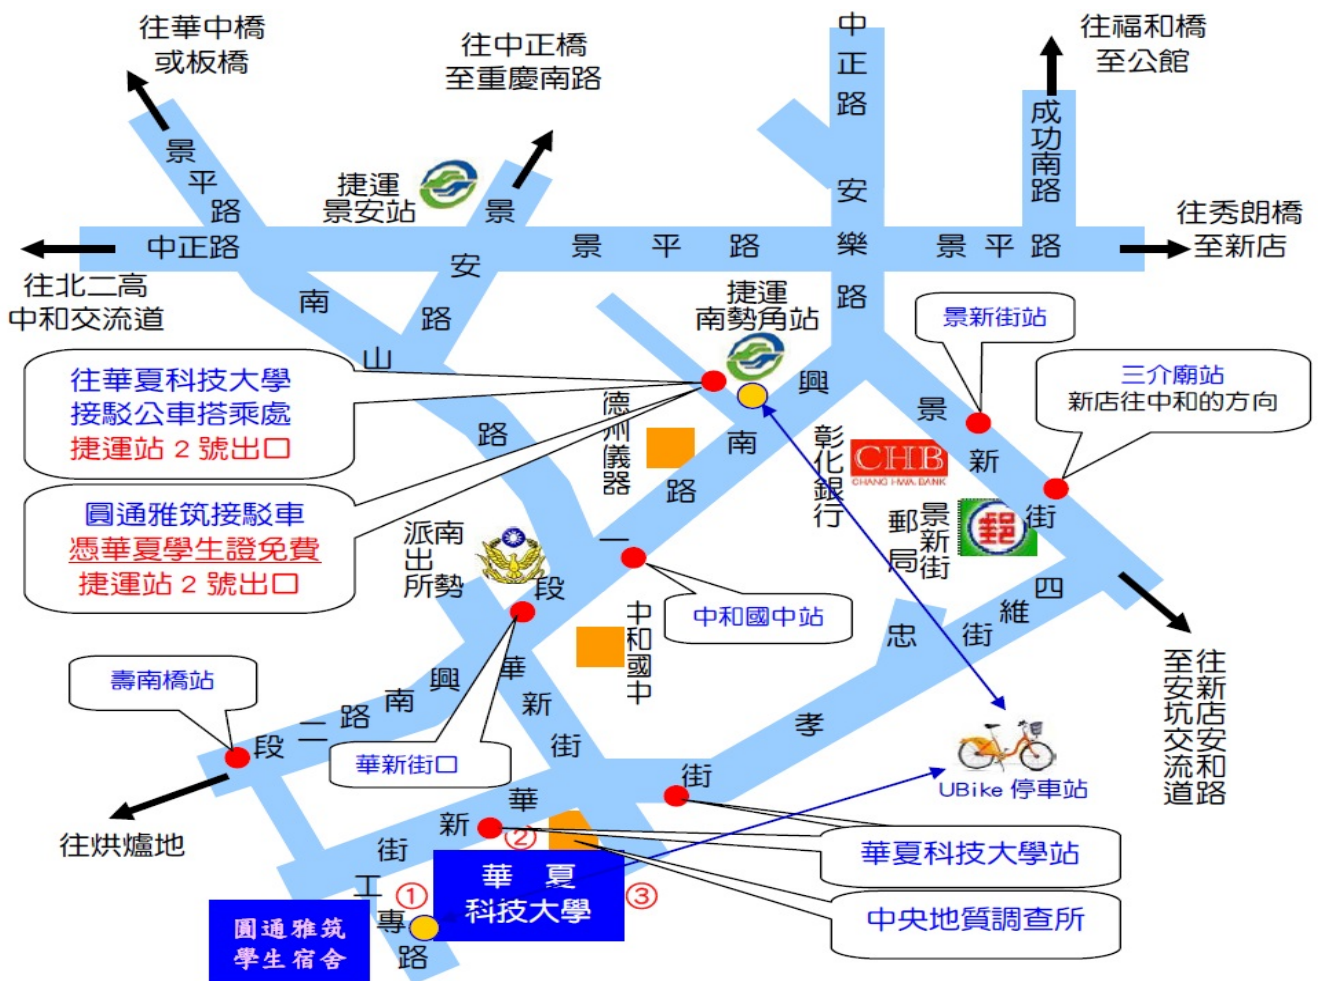 往華中橋
或板橋
往中正橋
至重慶南路
中正路
往福和橋
至公館
成功南路
景平路
捷運
景安站
景安路
安樂路
往秀朗橋
至新店
中正路
景平路
景平路
往北二高
中和交流道
南山路
捷運
南勢角站
景新街站
三介廟站
新店往中和的方向
往華夏科技大學
接駁公車搭乘處
捷運站 2 號出口
圓通雅筑接駁車
憑華夏學生證免費
捷運站 2 號出口
德州儀器
興南路一段
彰化銀行
CHB
CHANG HWA BANK
景新街
景新街
郵局
郵
南勢
派出所
中和國中站
中和國中
四維街
忠孝街
往新店安和路
至安坑交流道
壽南橋站
興南路二段
華新街
華新街口
往烘爐地
UBike 停車站
華新街
華夏科技大學站
中央地質調查所
①
②
③
華夏
科技大學
工專路
圓通雅筑
學生宿舍